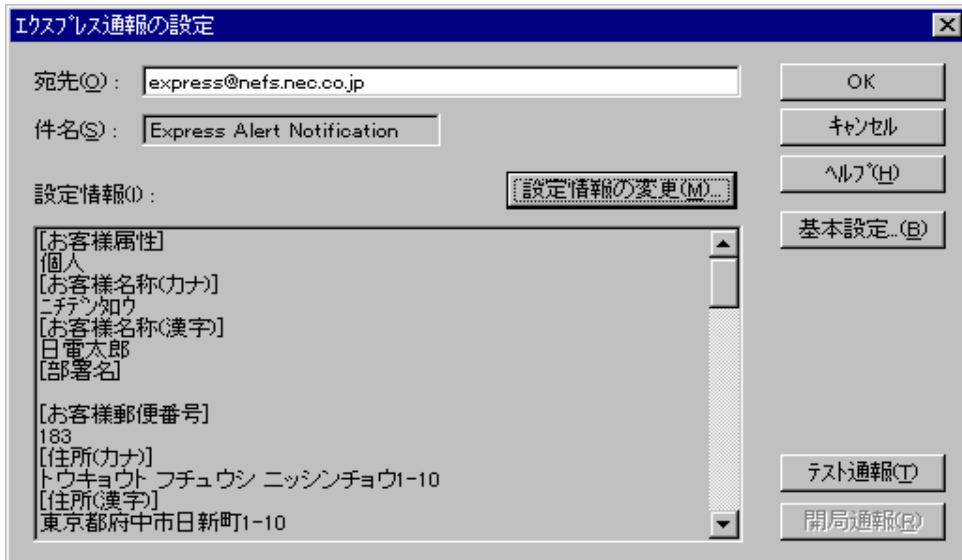 エクスプレス通報の設定
宛先(O):
express@nefs.nec.co.jp
OK
件名(S):
Express Alert Notification
キャンセル
設定情報(I):
設定情報の変更(M)...
ヘルプ(H)
基本設定..(B)
[お客様属性]
個人
[お客様名称(カナ)]
ニチデンタロウ
[お客様名称(漢字)]
日電太郎
[部署名]
[お客様郵便番号]
183
[住所(カナ)]
トウキョウト フチュウシ ニッシンチョウ1-10
[住所(漢字)]
東京都府中市日新町1-10
テスト通報(T)
開局通報(R)